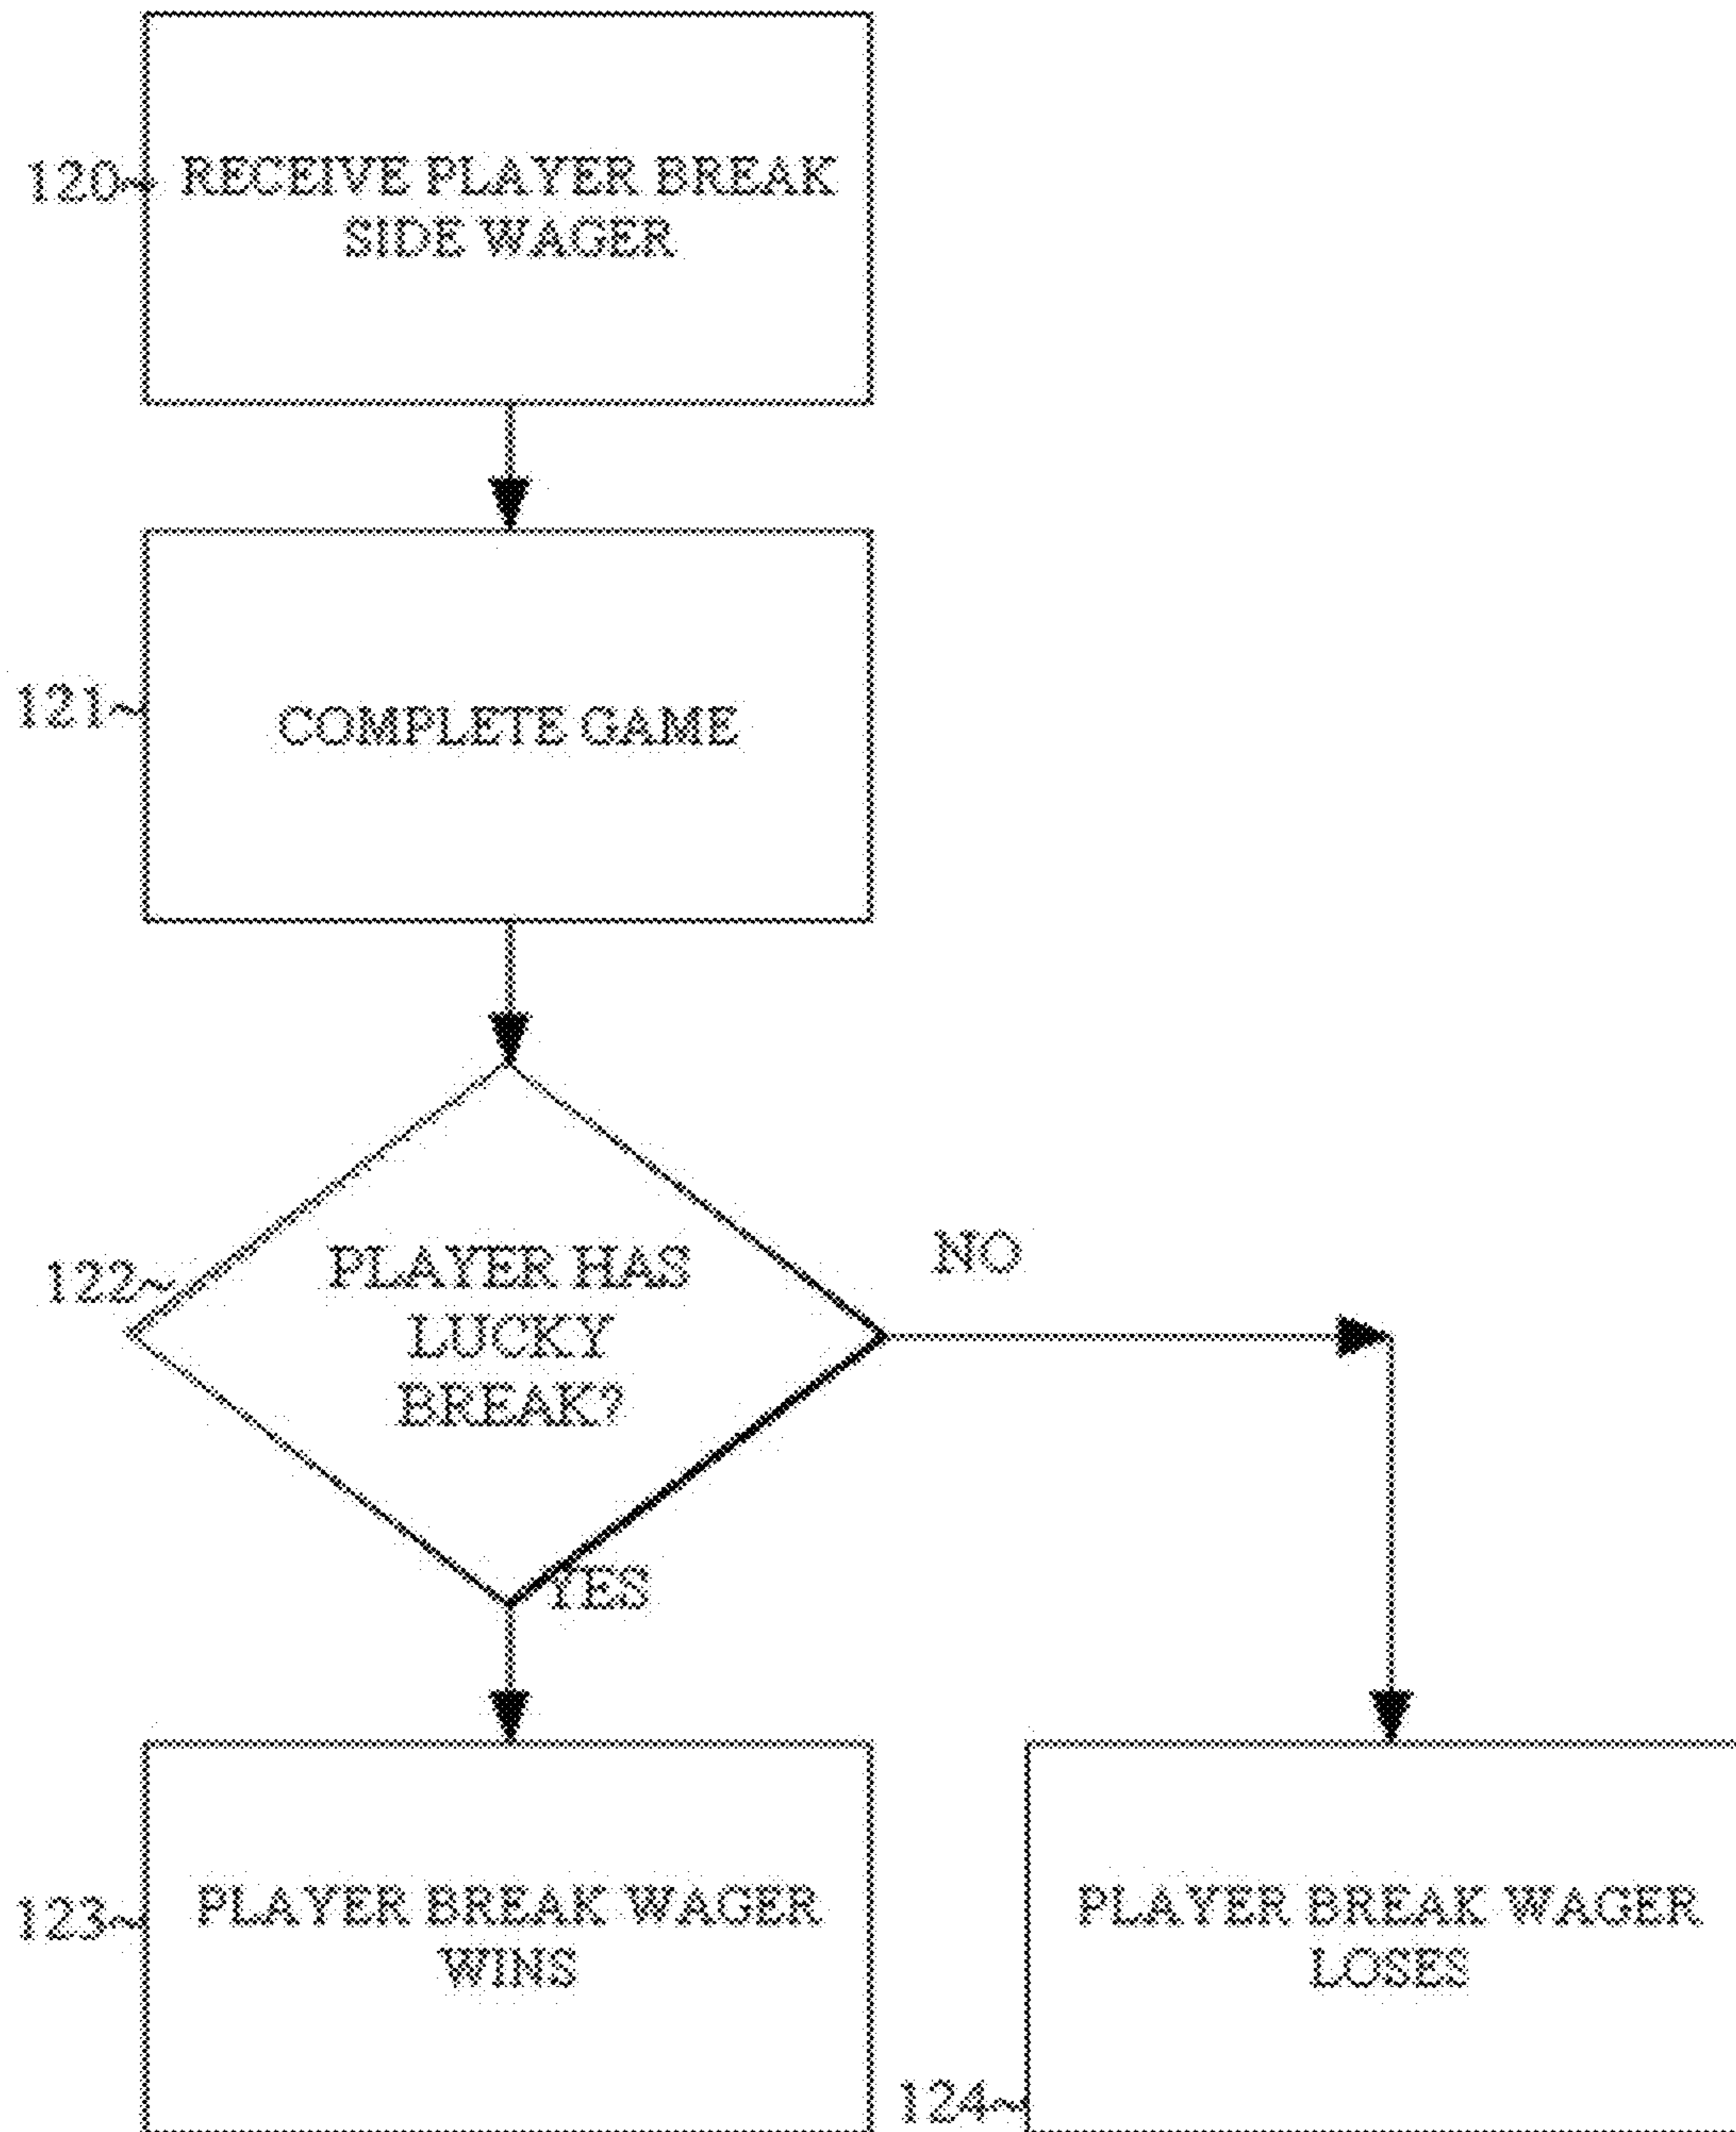 120
RECEIVE PLAYER BREAK
SIDE WAGER
121
COMPLETE GAME
122
PLAYER HAS
LUCKY
BREAK?
NO
YES
123
PLAYER BREAK WAGER
WINS
PLAYER BREAK WAGER
LOSES
124